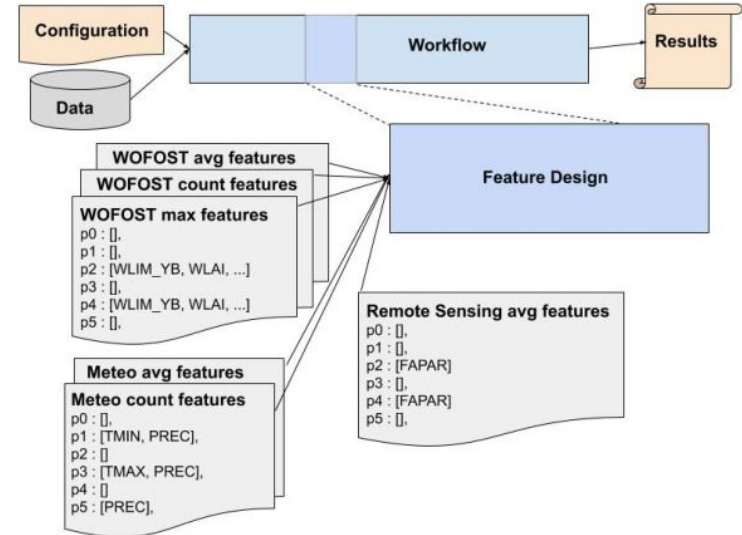 Configuration
Data
Workflow
Results
Feature Design
WOFOST avg features
WOFOST count features
WOFOST max features
p0 : [],
p1 : [],
p2 : [WLIM_YB, WLAI, ...]
p3 : [],
p4 : [WLIM_YB, WLAI, ...]
p5 : [],
Meteo avg features
Meteo count features
p0 : [],
p1 : [TMIN, PREC],
p2 : []
p3 : [TMAX, PREC],
p4 : []
p5 : [PREC],
Remote Sensing avg features
p0 : [],
p1 : [],
p2 : [FAPAR]
p3 : [],
p4 : [FAPAR]
p5 : [],